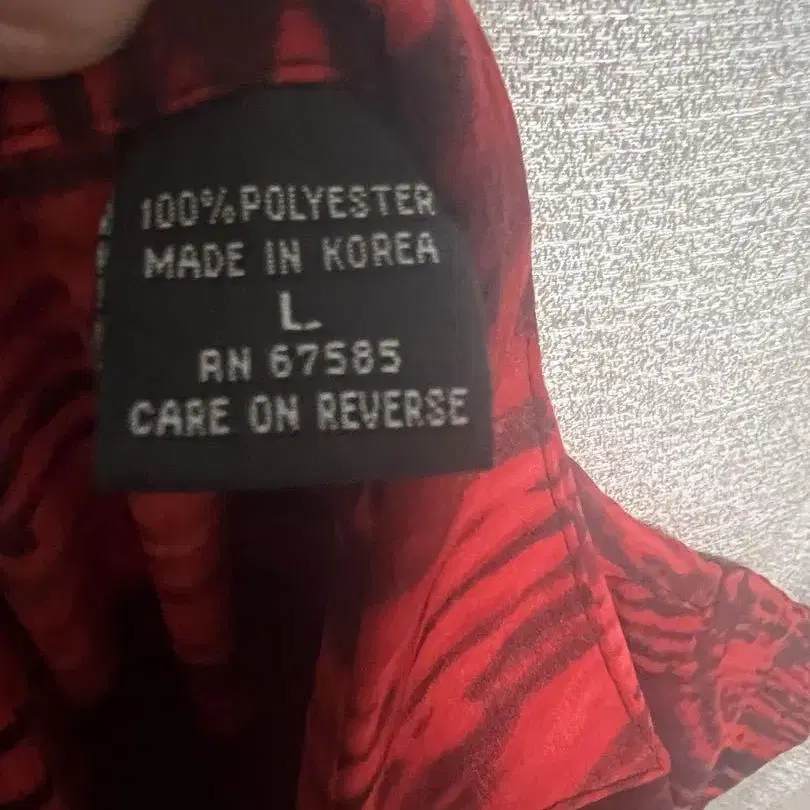 100% POLYESTER
MADE IN KOREA
L
RN 67585
CARE ON REVERSE